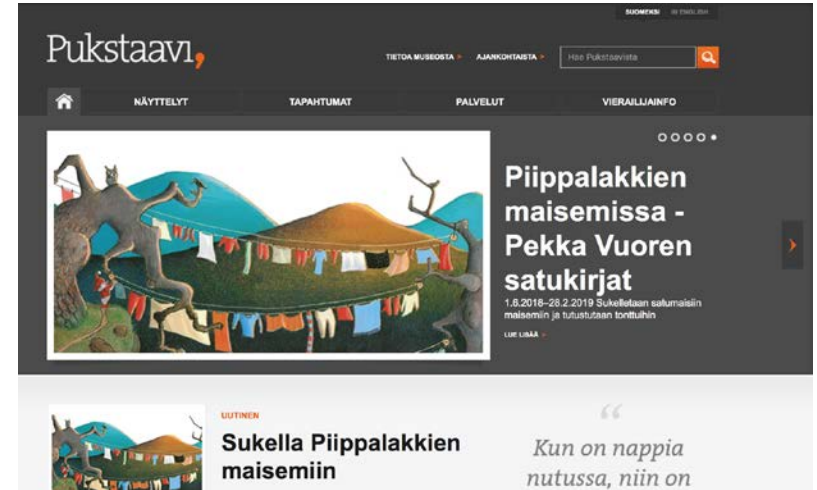 SUOMEKSI IN ENGLISH
Pukstaavi,
TIETOA MUSEOSTA AJANKOHTAISTA
Hae Pukstaavista
NÄYTTELYT TAPAHTUMAT PALVELUT VIERAILIJAINFO
Piippalakkien
maisemissa -
Pekka Vuoren
satukirjat
1.6.2018–28.2.2019 Sukelletaan satumaisiin
maisemiin ja tutustutaan tonttuihin
LUE LISÄÄ
UUTINEN
Sukella Piippalakkien
maisemiin
“
Kun on nappia
nutussa, niin on